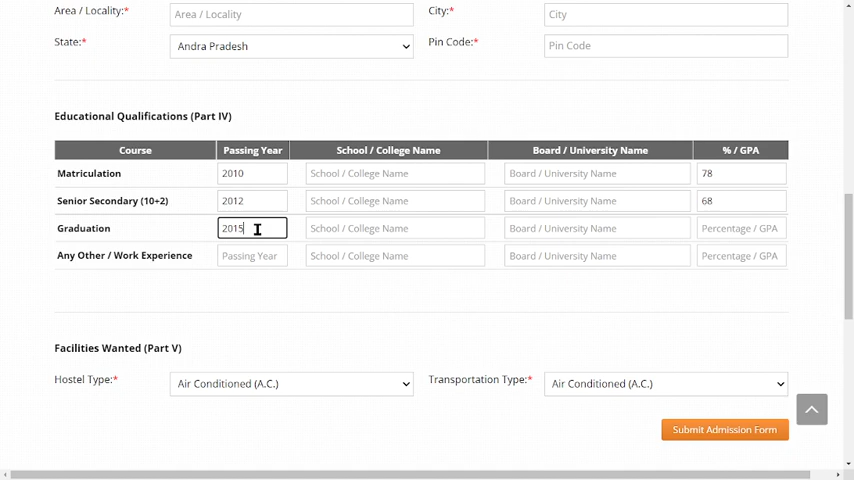 Area / Locality:* Area / Locality City:* City
State:* Andra Pradesh Pin Code:* Pin Code
Educational Qualifications (Part IV)
Course Passing Year School / College Name Board / University Name % / GPA
Matriculation 2010 School / College Name Board / University Name 78
Senior Secondary (10+2) 2012 School / College Name Board / University Name 68
Graduation 2015 School / College Name Board / University Name Percentage / GPA
Any Other / Work Experience Passing Year School / College Name Board / University Name Percentage / GPA
Facilities Wanted (Part V)
Hostel Type:* Air Conditioned (A.C.) Transportation Type:* Air Conditioned (A.C.)
Submit Admission Form